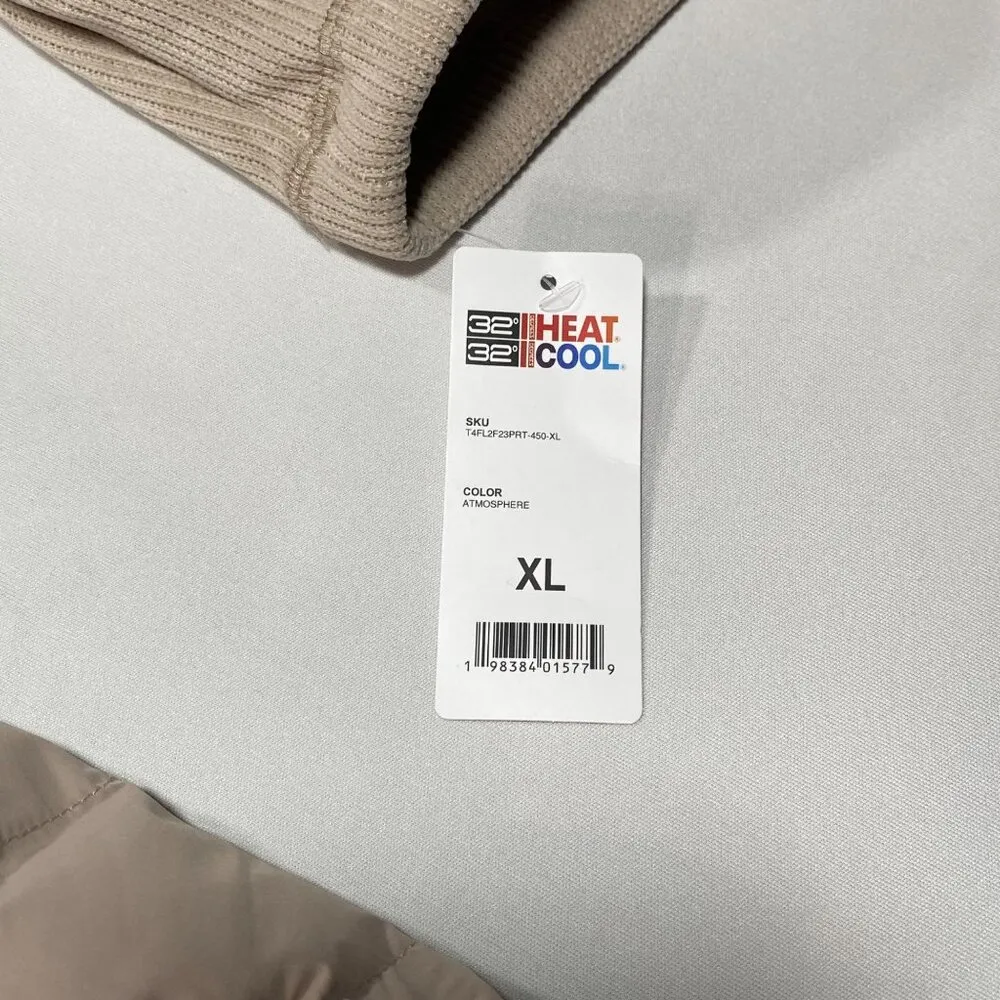 32° HEAT®
32° COOL®
SKU
T4FL2F23PRT-450-XL
COLOR
ATMOSPHERE
XL
1 98384 01577 9